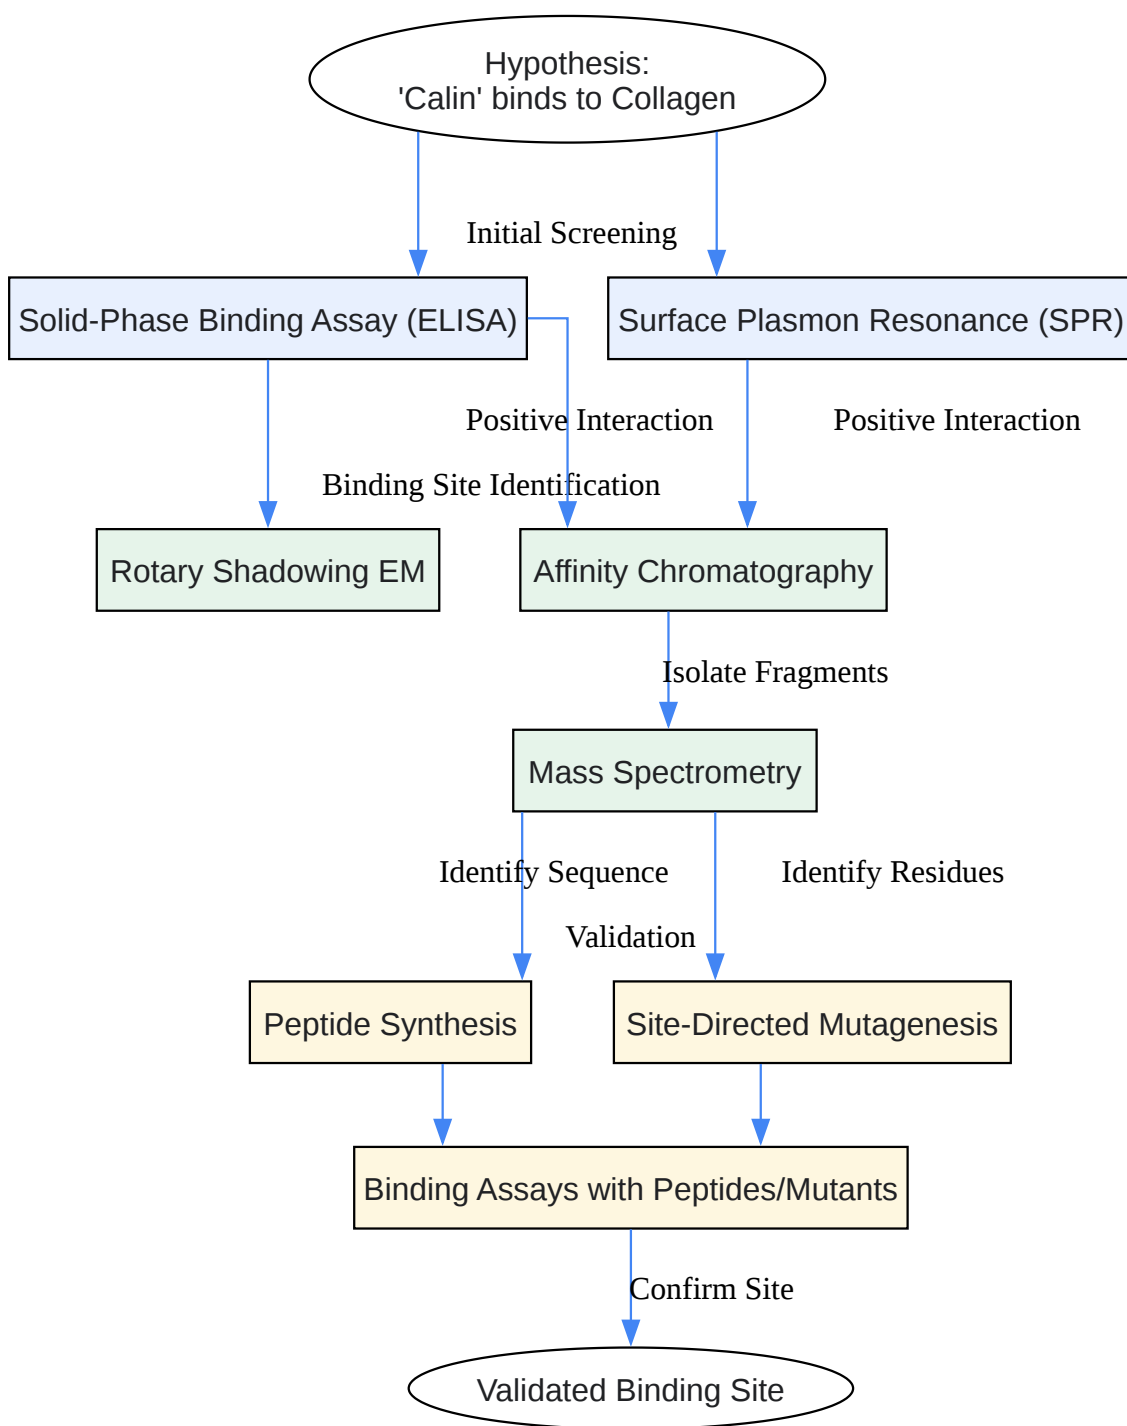 Hypothesis:
'Calin' binds to Collagen
Initial Screening
Solid-Phase Binding Assay (ELISA)
Surface Plasmon Resonance (SPR)
Positive Interaction
Positive Interaction
Binding Site Identification
Rotary Shadowing EM
Affinity Chromatography
Isolate Fragments
Mass Spectrometry
Identify Sequence
Identify Residues
Validation
Peptide Synthesis
Site-Directed Mutagenesis
Binding Assays with Peptides/Mutants
Confirm Site
Validated Binding Site